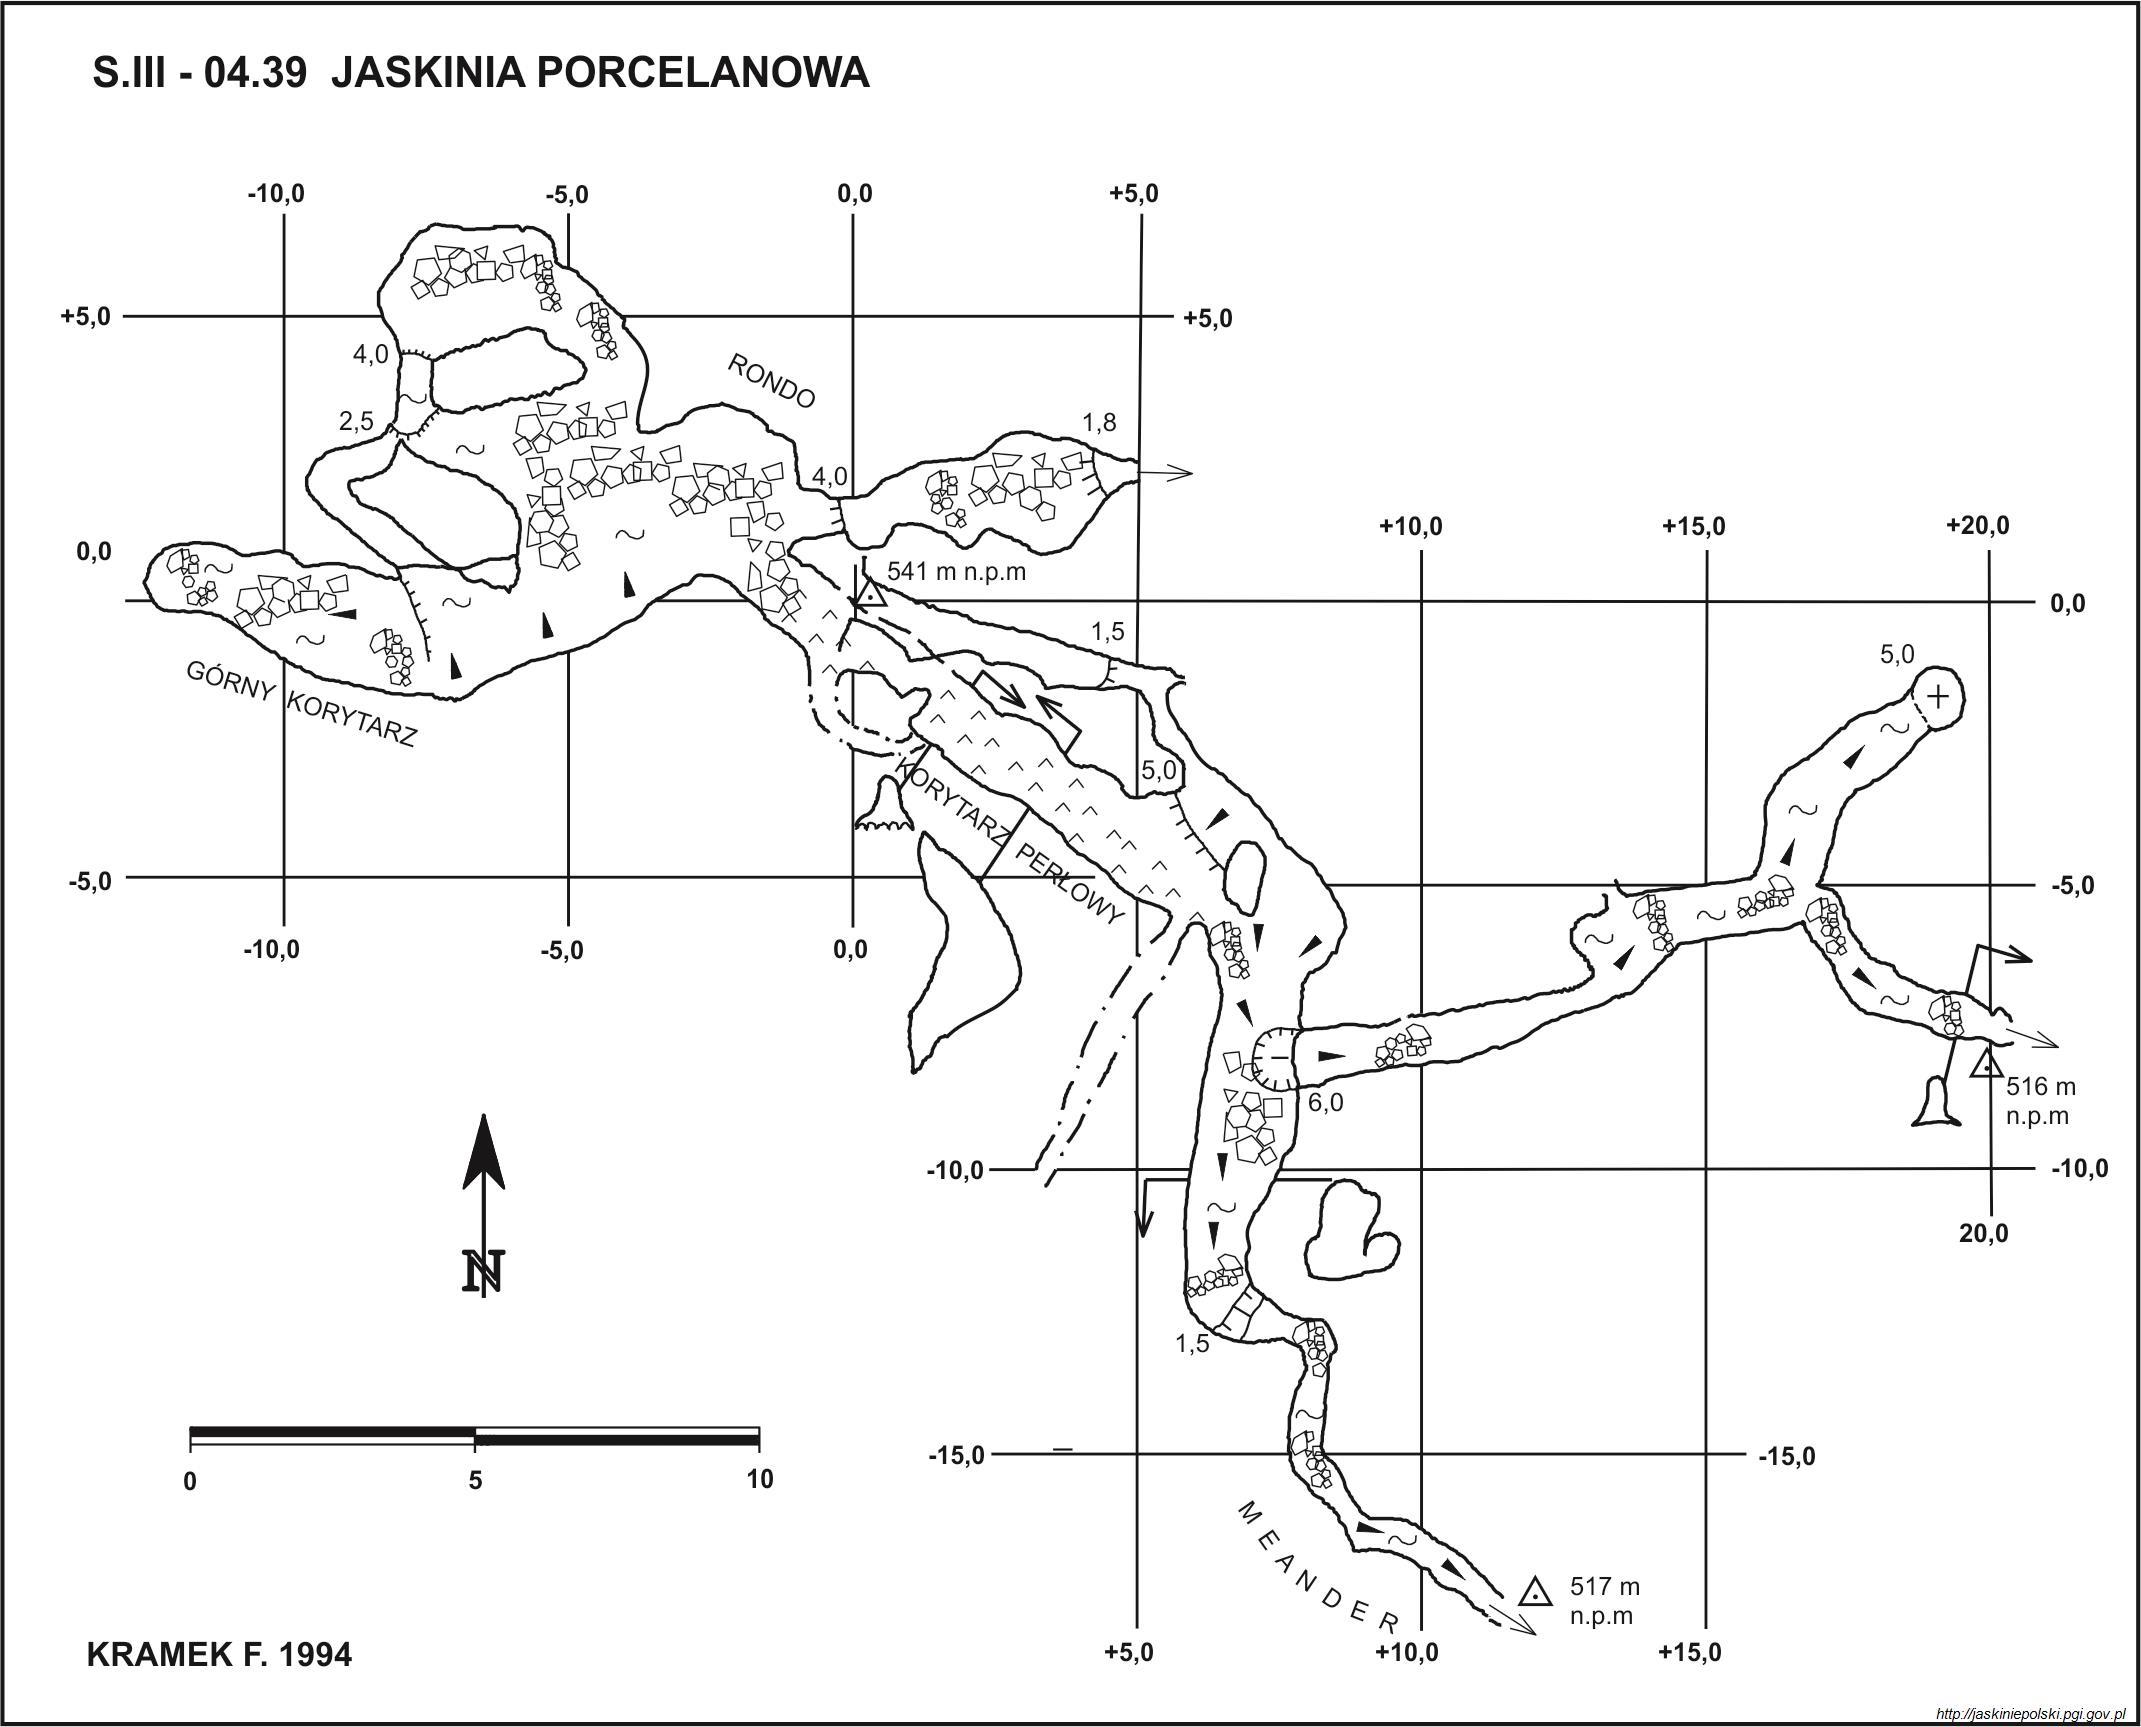 S.III - 04.39 JASKINIA PORCELANOWA
-10,0
-5,0
0,0
+5,0
+5,0
+5,0
4,0
RONDO
2,5
1,8
4,0
+10,0
+15,0
+20,0
0,0
541 m n.p.m
0,0
1,5
5,0
GÓRNY KORYTARZ
5,0
KORYTARZ PERŁOWY
-5,0
-5,0
-10,0
-5,0
0,0
516 m
n.p.m
6,0
-10,0
-10,0
20,0
N
1,5
-15,0
-15,0
0
5
10
MEANDER
517 m
n.p.m
+5,0
+10,0
+15,0
KRAMEK F. 1994
http://jaskiniepolski.pgi.gov.pl